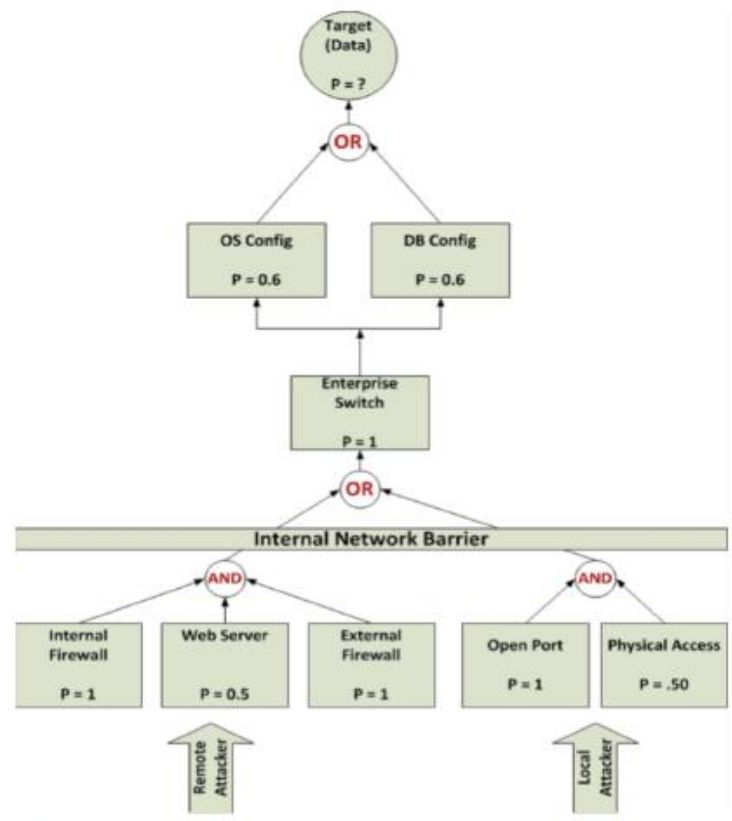 Target
(Data)
P = ?
OR
OS Config
P = 0.6
DB Config
P = 0.6
Enterprise
Switch
P = 1
OR
Internal Network Barrier
AND
AND
Internal
Firewall
P = 1
Web Server
P = 0.5
External
Firewall
P = 1
Open Port
P = 1
Physical Access
P = .50
Remote
Attacker
Local
Attacker